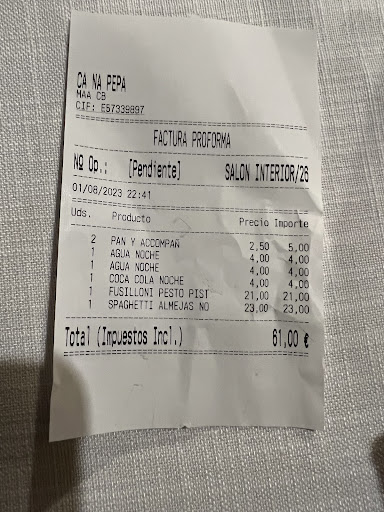 CA NA PEPA
MAA CB
CIF: E57339897
FACTURA PROFORMA
Nº Op.: [Pendiente] SALON INTERIOR/26
01/08/2023 22:41
Uds. Producto Precio Importe
2 PAN Y ACCOMPAÑ 2,50 5,00
1 AGUA NOCHE 4,00 4,00
1 AGUA NOCHE 4,00 4,00
1 COCA COLA NOCHE 4,00 4,00
1 FUSILLONI PESTO PIST 21,00 21,00
1 SPAGHETTI ALMEJAS NO 23,00 23,00
Total (Impuestos Incl.) 61,00 €